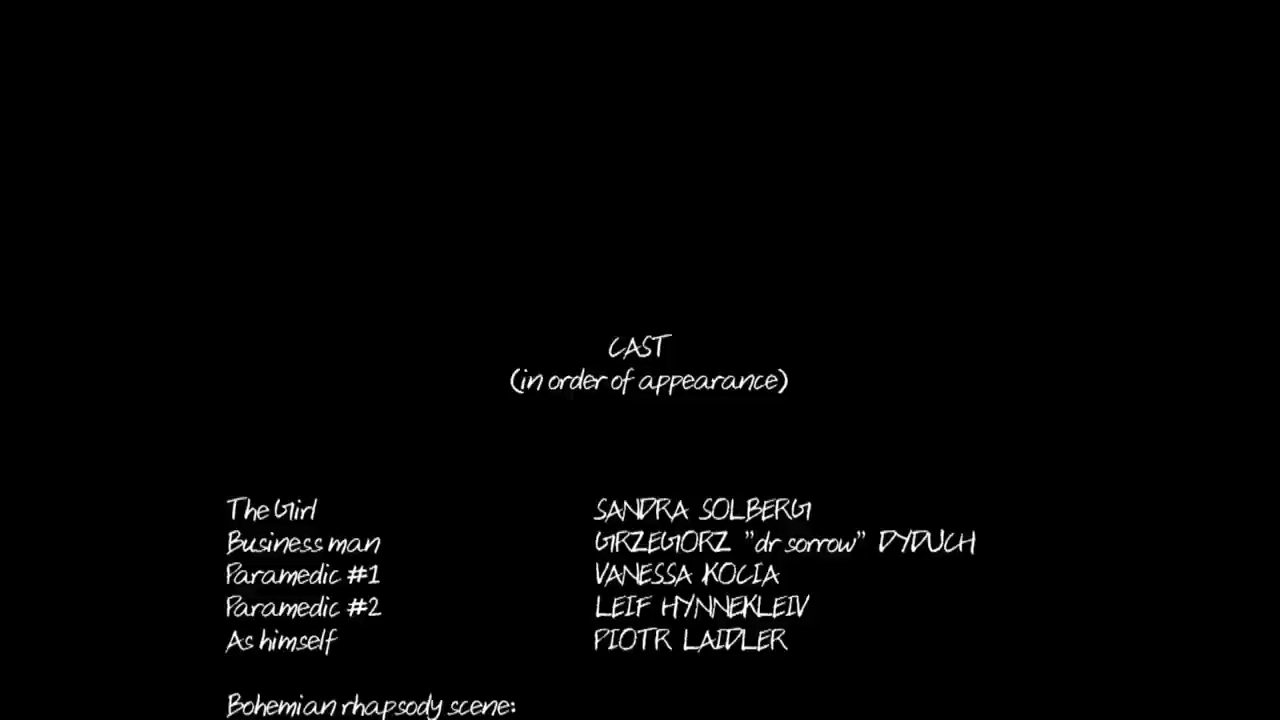 CAST
(in order of appearance)
The Girl SANDRA SOLBERG
Business man GRZEGORZ "dr sorrow" DYDUCH
Paramedic #1 VANESSA KOCIA
Paramedic #2 LEIF HYNNEKLEIV
As himself PIOTR LAIDLER
Bohemian rhapsody scene: